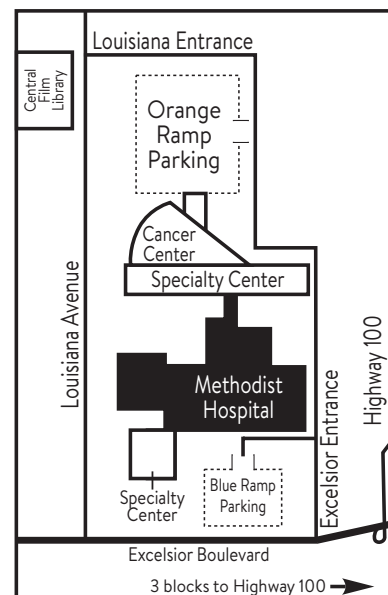 Louisiana Entrance
Central
Film
Library
Orange
Ramp
Parking
Cancer
Center
Specialty Center
Louisiana Avenue
Methodist
Hospital
Highway 100
Excelsior Entrance
Specialty
Center
Blue Ramp
Parking
Excelsior Boulevard
3 blocks to Highway 100